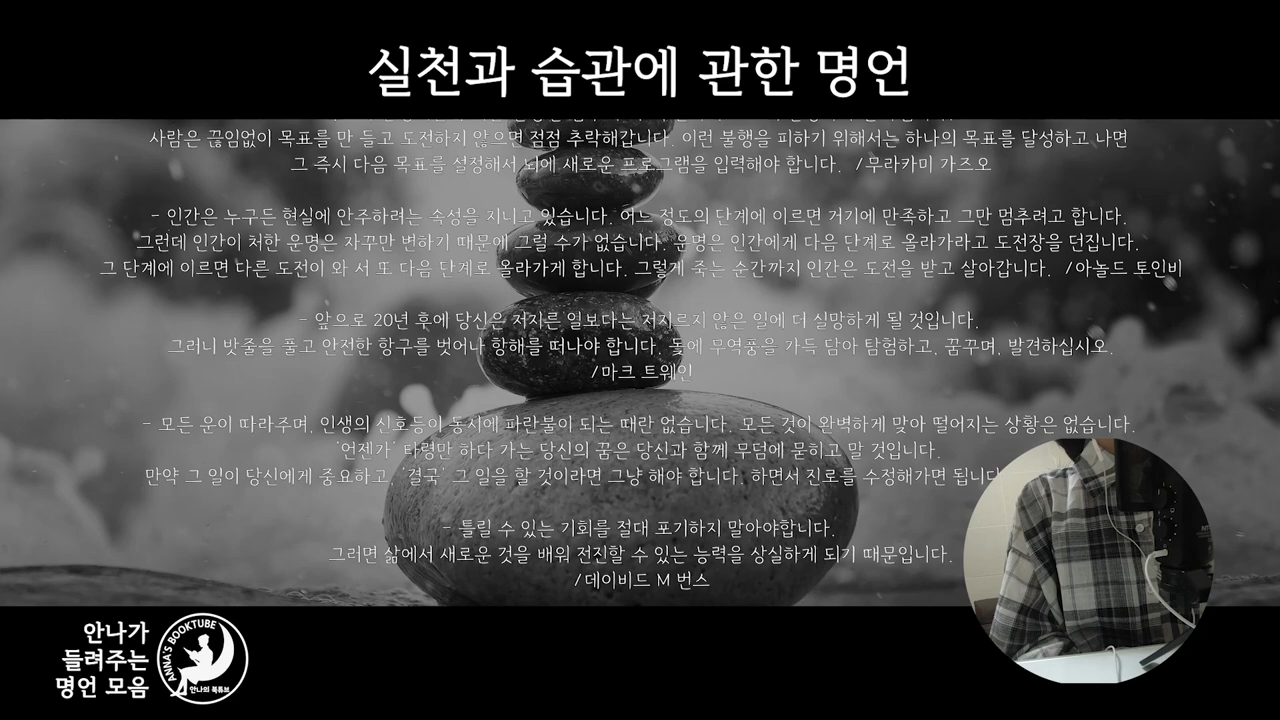 실천과 습관에 관한 명언
사람은 끊임없이 목표를 만 들고 도전하지 않으면 점점 추락해갑니다. 이런 불행을 피하기 위해서는 하나의 목표를 달성하고 나면
그 즉시 다음 목표를 설정해서 뇌에 새로운 프로그램을 입력해야 합니다. /무라카미 가즈오
- 인간은 누구든 현실에 안주하려는 속성을 지니고 있습니다. 어느 정도의 단계에 이르면 거기에 만족하고 그만 멈추려고 합니다.
그런데 인간이 처한 운명은 자꾸만 변하기 때문에 그럴 수가 없습니다. 운명은 인간에게 다음 단계로 올라가라고 도전장을 던집니다.
그 단계에 이르면 다른 도전이 와 서 또 다음 단계로 올라가게 합니다. 그렇게 죽는 순간까지 인간은 도전을 받고 살아갑니다. /아놀드 토인비
- 앞으로 20년 후에 당신은 저지른 일보다는 저지르지 않은 일에 더 실망하게 될 것입니다.
그러니 밧줄을 풀고 안전한 항구를 벗어나 항해를 떠나야 합니다. 돛에 무역풍을 가득 담아 탐험하고, 꿈꾸며, 발견하십시오.
/마크 트웨인
- 모든 운이 따라주며, 인생의 신호등이 동시에 파란불이 되는 때란 없습니다. 모든 것이 완벽하게 맞아 떨어지는 상황은 없습니다.
'언젠가' 타령만 하다 가는 당신의 꿈은 당신과 함께 무덤에 묻히고 말 것입니다.
만약 그 일이 당신에게 중요하고, '결국' 그 일을 할 것이라면 그냥 해야 합니다. 하면서 진로를 수정해가면 됩니다
- 틀릴 수 있는 기회를 절대 포기하지 말아야합니다.
그러면 삶에서 새로운 것을 배워 전진할 수 있는 능력을 상실하게 되기 때문입니다.
/데이비드 M 번스
안나가
들려주는
명언 모음
ANNA'S BOOKTUBE
안나의 북튜브